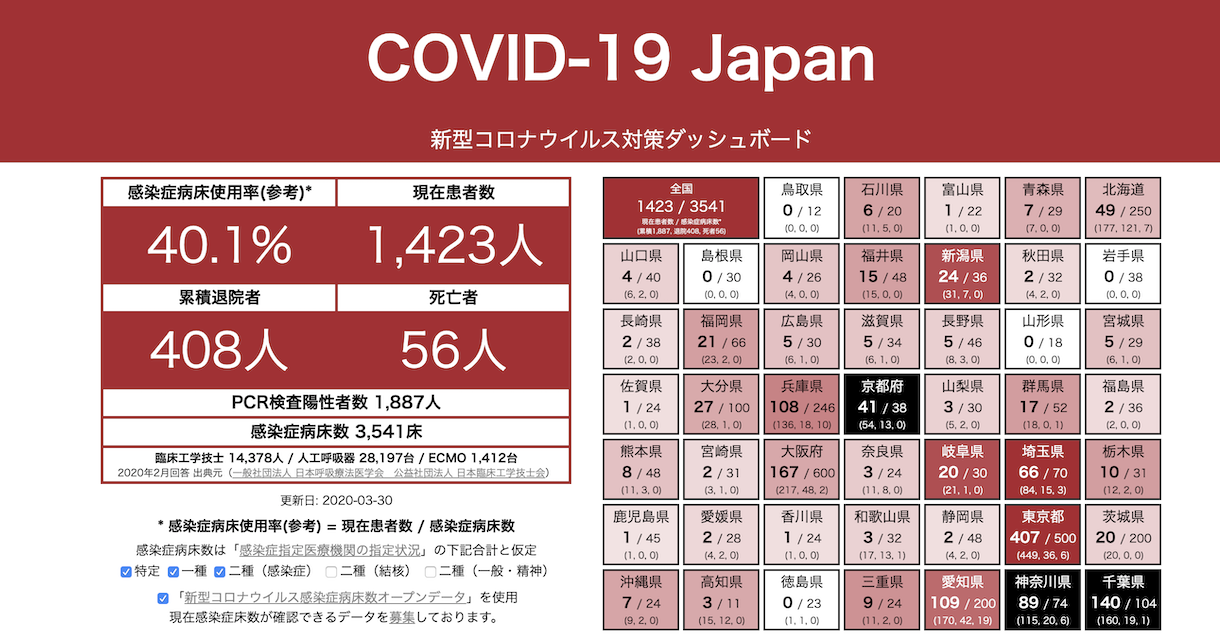 COVID-19 Japan
新型コロナウイルス対策ダッシュボード
感染症病床使用率(参考)* 現在患者数
40.1% 1,423人
累積退院者 死亡者
408人 56人
PCR検査陽性者数 1,887人
感染症病床数 3,541床
臨床工学技士 14,378人 / 人工呼吸器 28,197台 / ECMO 1,412台
2020年2月回答 出典元（一般社団法人 日本呼吸療法医学会　公益社団法人 日本臨床工学技士会）
更新日: 2020-03-30
* 感染症病床使用率(参考) = 現在患者数 / 感染症病床数
感染症病床数は「感染症指定医療機関の指定状況」の下記合計と仮定
特定 一種 二種（感染症） 二種（結核） 二種（一般・精神）
「新型コロナウイルス感染症病床数オープンデータ」を使用
現在感染症床数が確認できるデータを募集しております。
全国
1423 / 3541
現在患者数 / 感染症病床数*
(累積1,887, 退院408, 死者56)
鳥取県
0 / 12
(0, 0, 0)
石川県
6 / 20
(11, 5, 0)
富山県
1 / 22
(1, 0, 0)
青森県
7 / 29
(7, 0, 0)
北海道
49 / 250
(177, 121, 7)
山口県
4 / 40
(6, 2, 0)
島根県
0 / 30
(0, 0, 0)
岡山県
4 / 26
(4, 0, 0)
福井県
15 / 48
(15, 0, 0)
新潟県
24 / 36
(31, 7, 0)
秋田県
2 / 32
(4, 2, 0)
岩手県
0 / 38
(0, 0, 0)
長崎県
2 / 38
(2, 0, 0)
福岡県
21 / 66
(23, 2, 0)
広島県
5 / 30
(6, 1, 0)
滋賀県
5 / 34
(6, 1, 0)
長野県
5 / 46
(8, 3, 0)
山形県
0 / 18
(0, 0, 0)
宮城県
5 / 29
(6, 1, 0)
佐賀県
1 / 24
(1, 0, 0)
大分県
27 / 100
(28, 1, 0)
兵庫県
108 / 246
(136, 18, 10)
京都府
41 / 38
(54, 13, 0)
山梨県
3 / 30
(5, 2, 0)
群馬県
17 / 52
(18, 0, 1)
福島県
2 / 36
(2, 0, 0)
熊本県
8 / 48
(11, 3, 0)
宮崎県
2 / 31
(3, 1, 0)
大阪府
167 / 600
(217, 48, 2)
奈良県
3 / 24
(11, 8, 0)
岐阜県
20 / 30
(21, 1, 0)
埼玉県
66 / 70
(84, 15, 3)
栃木県
10 / 31
(12, 2, 0)
鹿児島県
1 / 45
(1, 0, 0)
愛媛県
2 / 28
(4, 2, 0)
香川県
1 / 24
(1, 0, 0)
和歌山県
3 / 32
(17, 13, 1)
静岡県
2 / 48
(4, 2, 0)
東京都
407 / 500
(449, 36, 6)
茨城県
20 / 200
(20, 0, 0)
沖縄県
7 / 24
(9, 2, 0)
高知県
3 / 11
(15, 12, 0)
徳島県
0 / 23
(1, 1, 0)
三重県
9 / 24
(11, 2, 0)
愛知県
109 / 200
(170, 42, 19)
神奈川県
89 / 74
(115, 20, 6)
千葉県
140 / 104
(160, 19, 1)